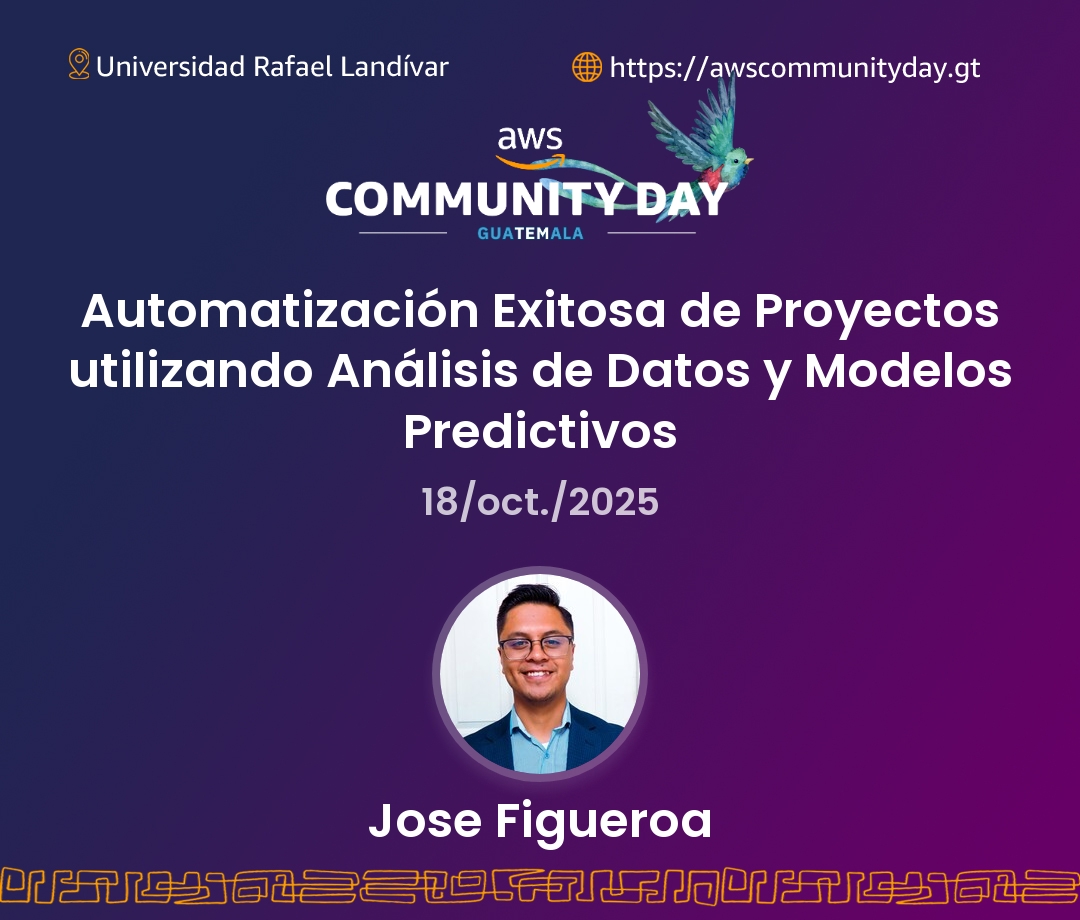 Universidad Rafael Landívar
https://awscommunityday.gt
aws
COMMUNITY DAY
GUATEMALA
Automatización Exitosa de Proyectos
utilizando Análisis de Datos y Modelos
Predictivos
18/oct./2025
Jose Figueroa